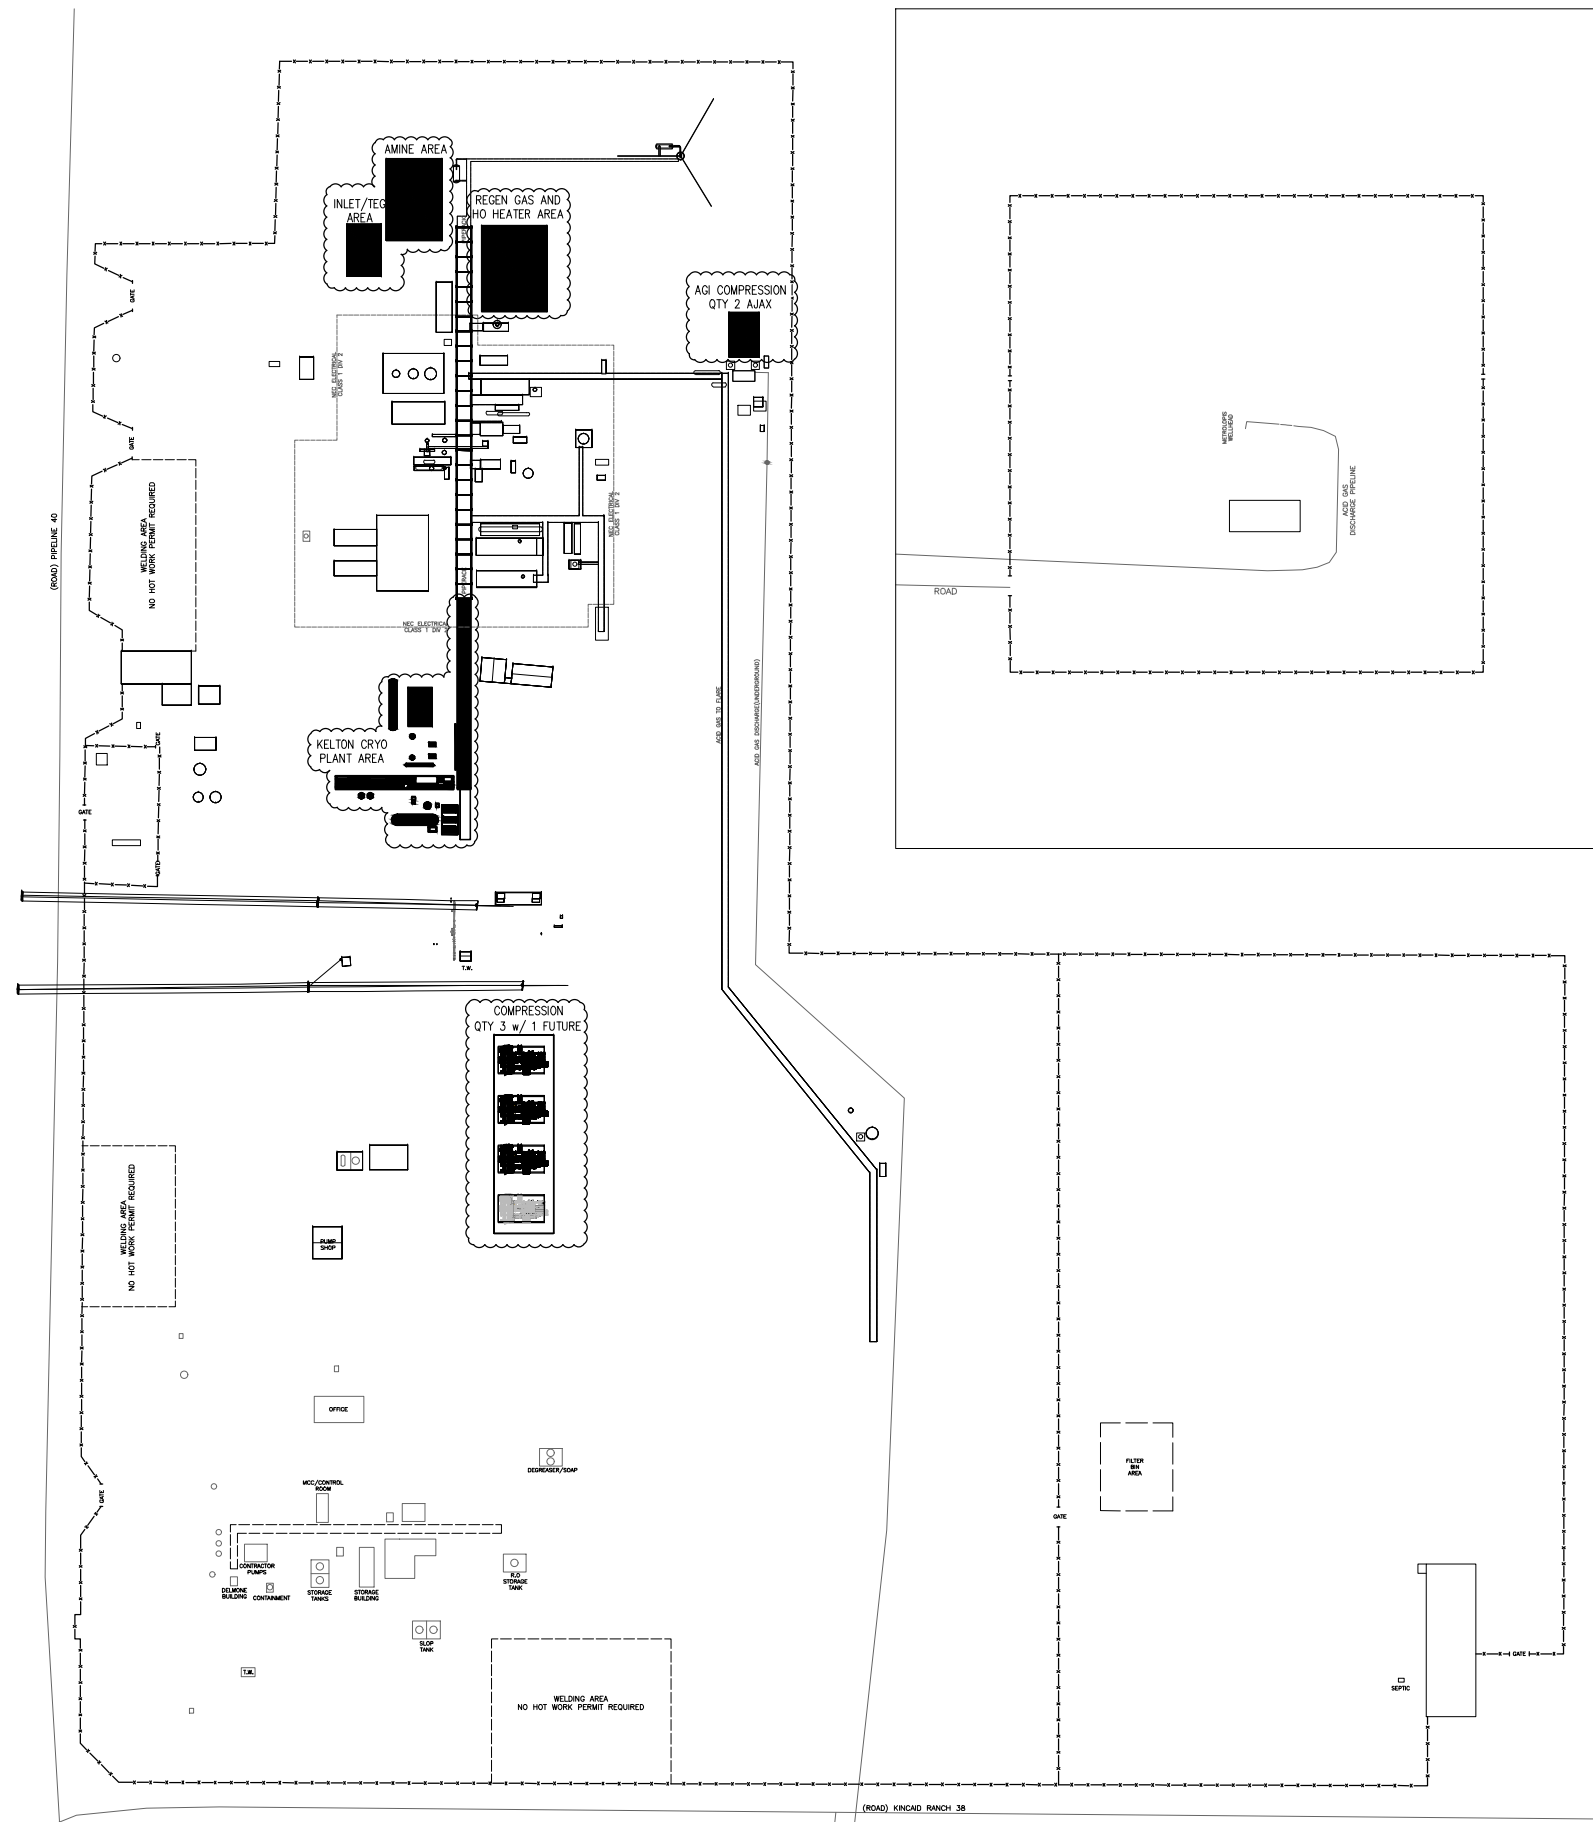 AMINE AREA
INLET/TEG
AREA
REGEN GAS AND
HO HEATER AREA
PIPERACK
AGI COMPRESSION
QTY 2 AJAX
GATE
NEC ELECTRICAL
CLASS 1 DIV 2
GATE
WELDING AREA
NO HOT WORK PERMIT REQUIRED
(ROAD) PIPELINE 40
NEC ELECTRICAL
CLASS 1 DIV 2
PIPERACK
NEC ELECTRICAL
CLASS 1 DIV 2
METROLOPIS
WELLHEAD
ACID GAS
DISCHARGE PIPELINE
ROAD
ACID GAS TO FLARE
ACID GAS DISCHARGE(UNDERGROUND)
KELTON CRYO
PLANT AREA
GATE
GATE
GATE
T.W.
COMPRESSION
QTY 3 w/ 1 FUTURE
WELDING AREA
NO HOT WORK PERMIT REQUIRED
PUMP
SHOP
OFFICE
DEGREASER/SOAP
MCC/CONTROL
ROOM
GATE
CONTRACTOR
PUMPS
DELMONE
BUILDING
CONTAINMENT
STORAGE
TANKS
STORAGE
BUILDING
R.O
STORAGE
TANK
SLOP
TANK
T.W.
WELDING AREA
NO HOT WORK PERMIT REQUIRED
FILTER
BIN
AREA
GATE
GATE
SEPTIC
(ROAD) KINCAID RANCH 38